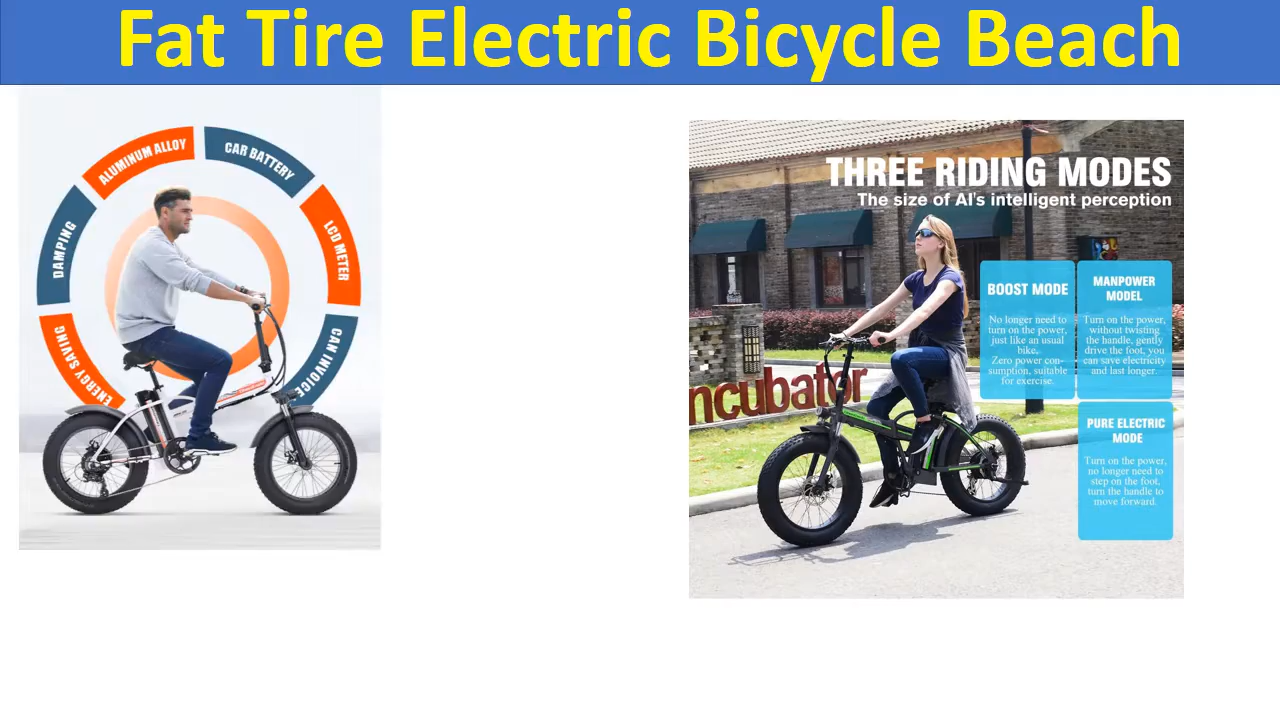 Fat Tire Electric Bicycle Beach
ALUMINUM ALLOY
CAR BATTERY
DAMPING
LCD METER
ENERGY SAVING
CAN INVOICE
THREE RIDING MODES
The size of AI's intelligent perception
BOOST MODE
No longer need to
turn on the power,
just like an usual
bike.
Zero power con-
sumption, suitable
for exercise.
MANPOWER
MODEL
Turn on the power,
without twisting
the handle, gently
drive the foot, you
can save electricity
and last longer.
ncubator
PURE ELECTRIC
MODE
Turn on the power,
no longer need to
step on the foot,
turn the handle to
move forward.